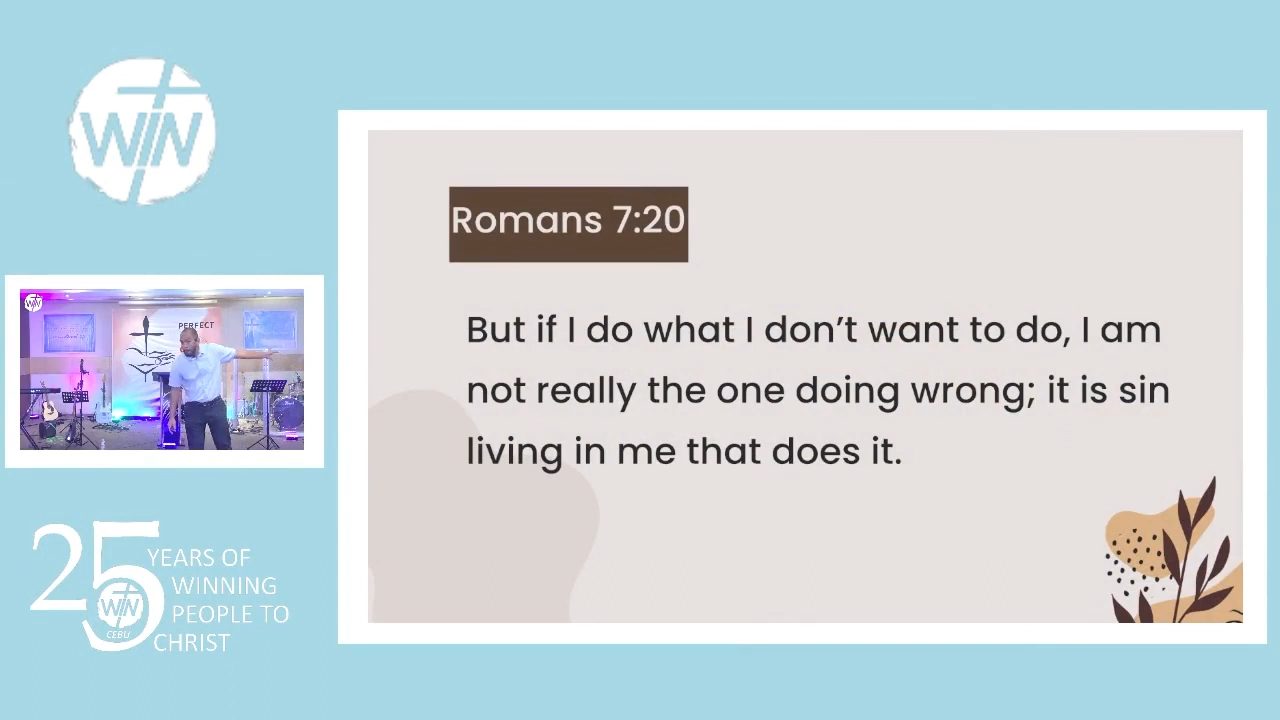 WIN
Romans 7:20
But if I do what I don’t want to do, I am
not really the one doing wrong; it is sin
living in me that does it.
WIN
PERFECT
25
YEARS OF
WINNING
PEOPLE TO
CHRIST
WIN
CEBU